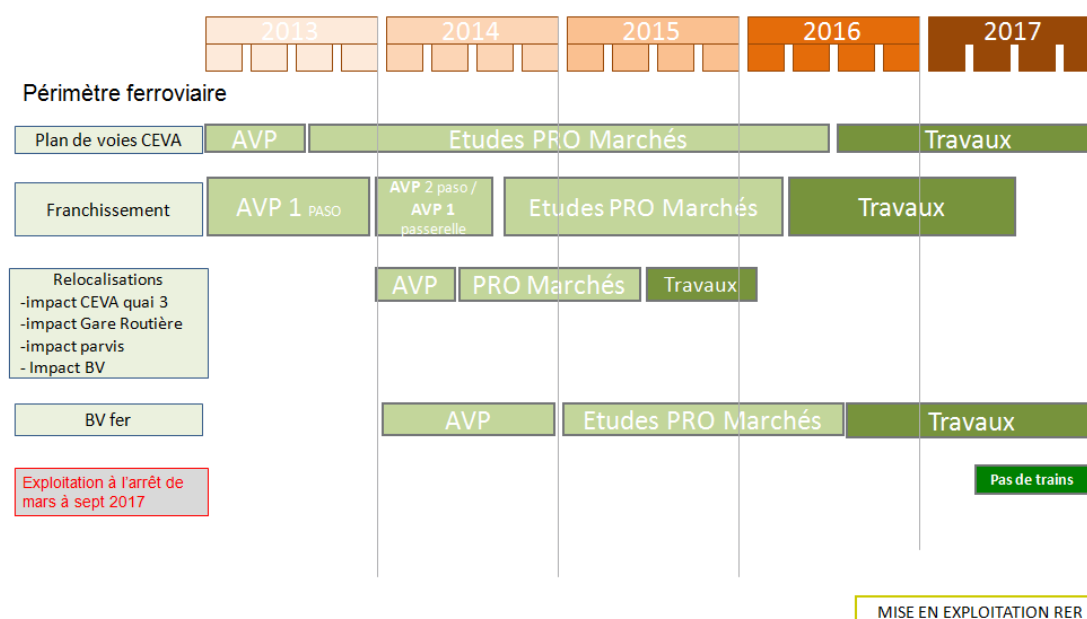 2013 2014 2015 2016 2017
Périmètre ferroviaire
Plan de voies CEVA
AVP
Etudes PRO Marchés
Travaux
Franchissement
AVP 1 PASO
AVP 2 paso /
AVP 1
passerelle
Etudes PRO Marchés
Travaux
Relocalisations
-impact CEVA quai 3
-impact Gare Routière
-impact parvis
- Impact BV
AVP
PRO Marchés
Travaux
BV fer
AVP
Etudes PRO Marchés
Travaux
Exploitation à l'arrêt de
mars à sept 2017
Pas de trains
MISE EN EXPLOITATION RER